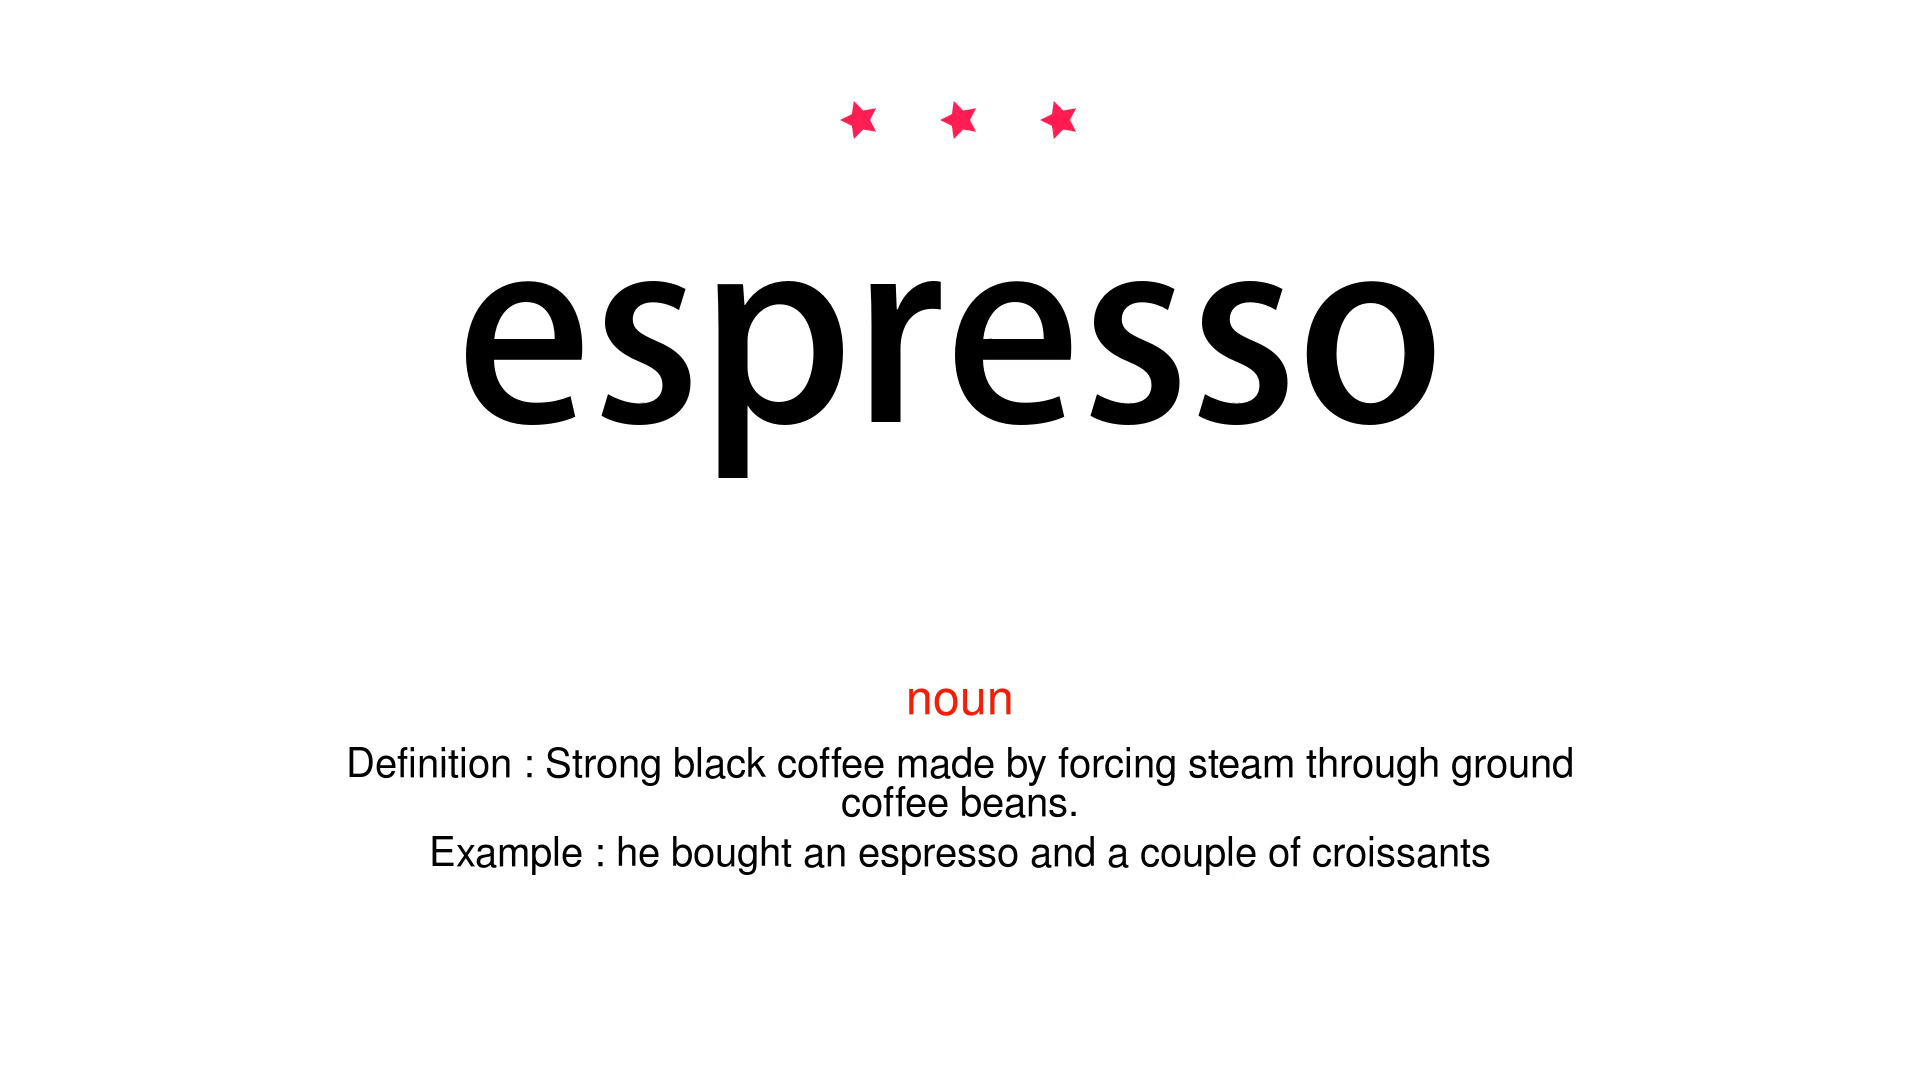 espresso
noun
Definition : Strong black coffee made by forcing steam through ground
coffee beans.
Example : he bought an espresso and a couple of croissants